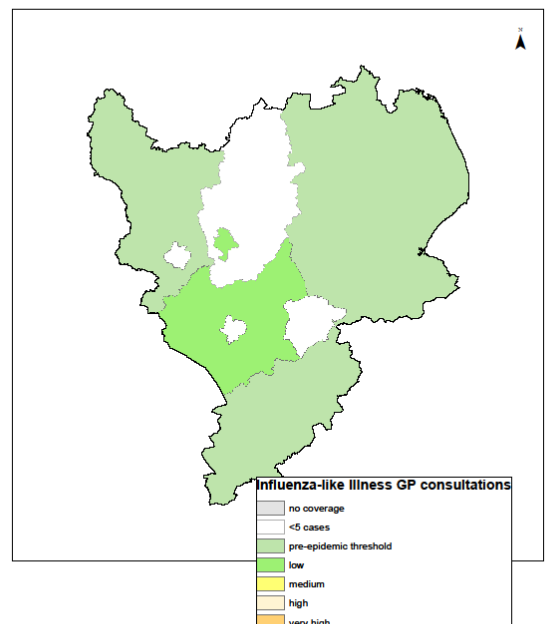 N
Influenza-like Illness GP consultations
no coverage
<5 cases
pre-epidemic threshold
low
medium
high
very high